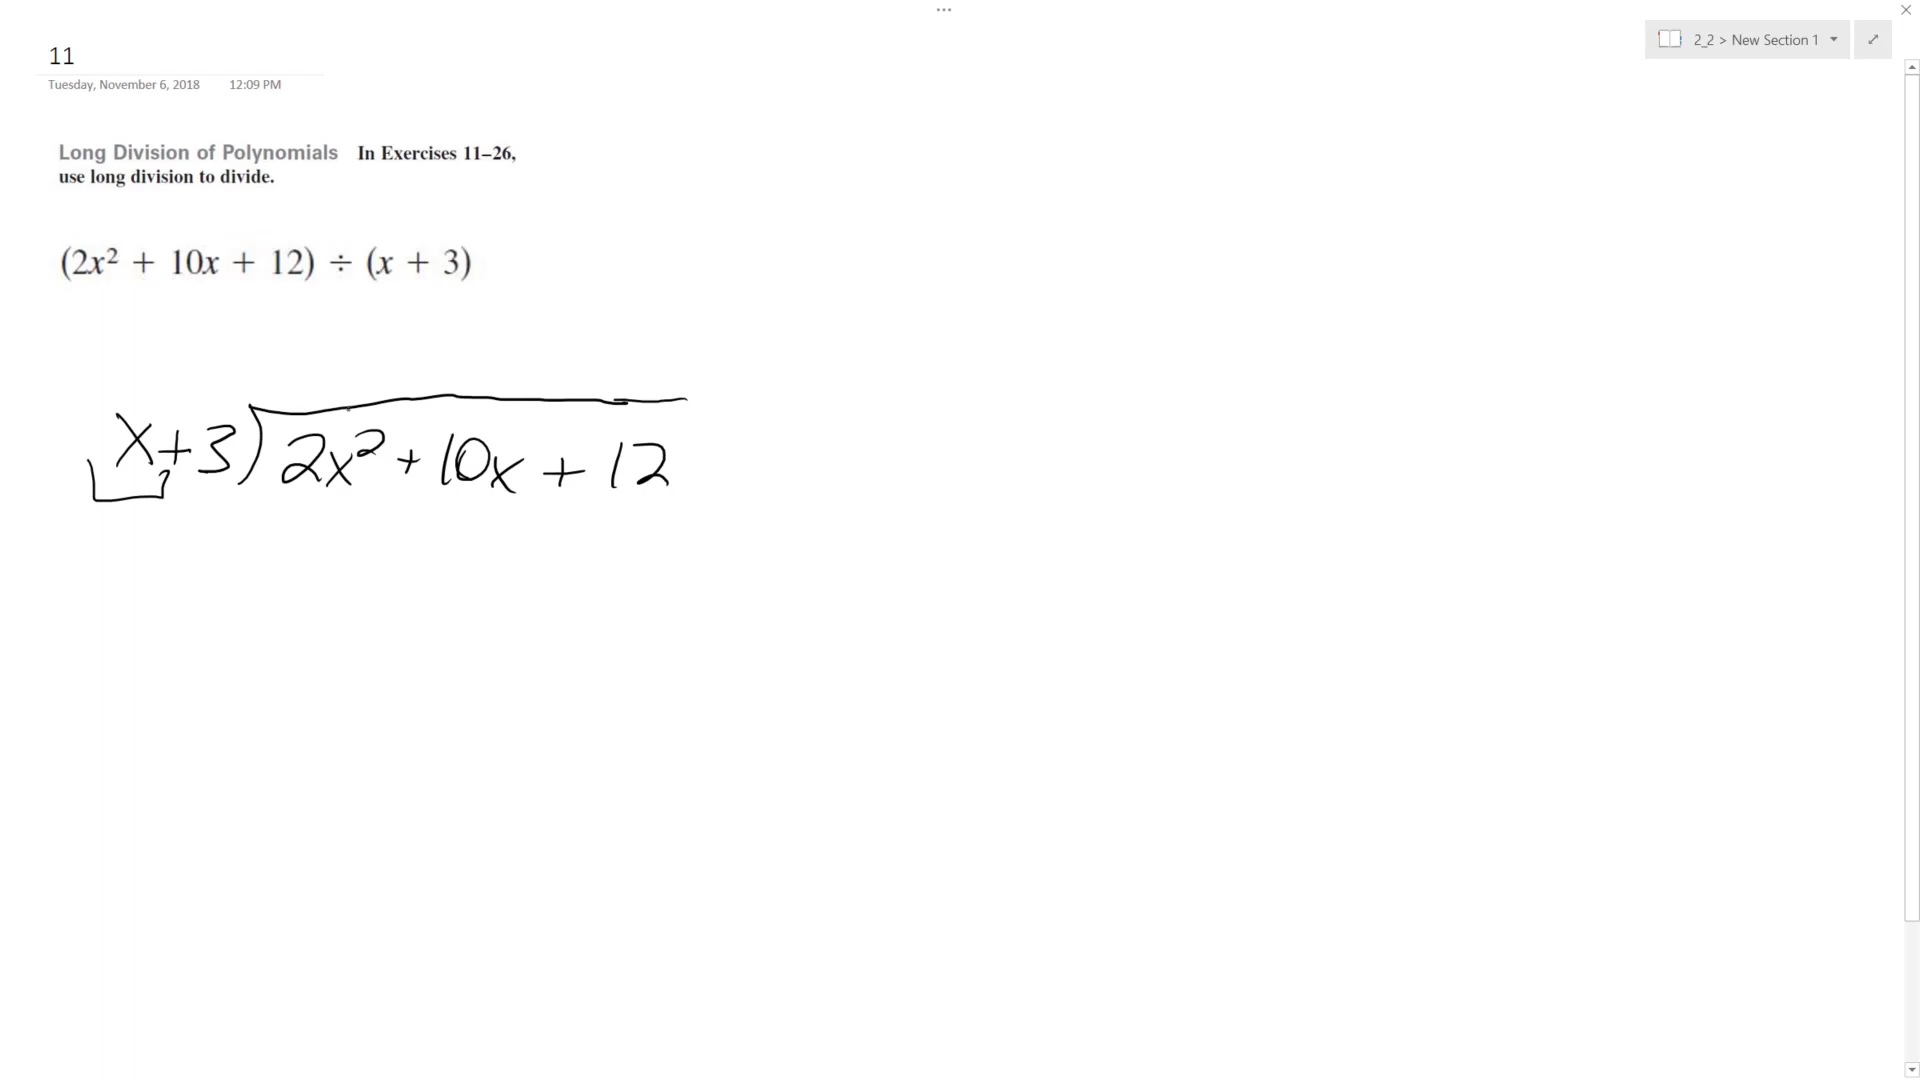 ...
2_2 > New Section 1
11
Tuesday, November 6, 2018 12:09 PM
Long Division of Polynomials In Exercises 11–26,
use long division to divide.
(2x² + 10x + 12) ÷ (x + 3)
x+3)2x²+10x+12